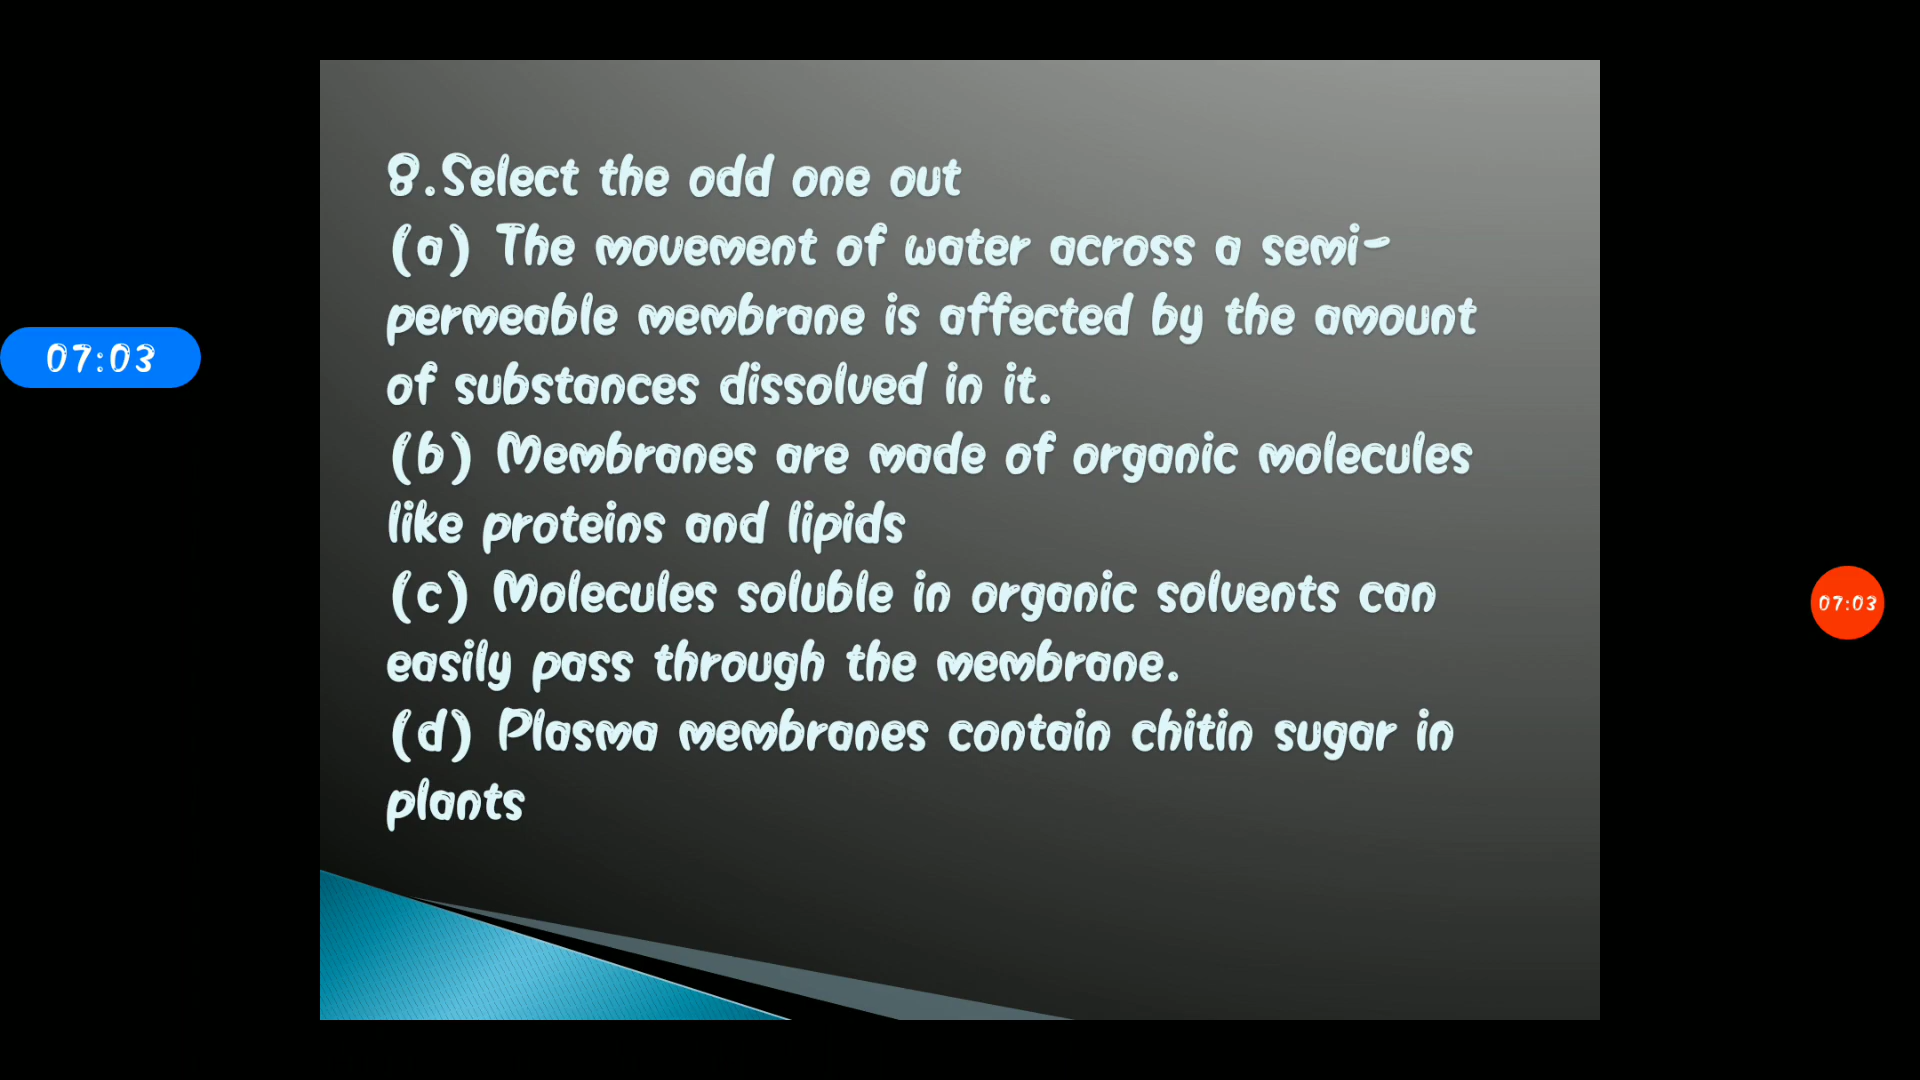 8.Select the odd one out
(a) The movement of water across a semi-
permeable membrane is affected by the amount
of substances dissolved in it.
(b) Membranes are made of organic molecules
like proteins and lipids
(c) Molecules soluble in organic solvents can
easily pass through the membrane.
(d) Plasma membranes contain chitin sugar in
plants
07:03
07:03